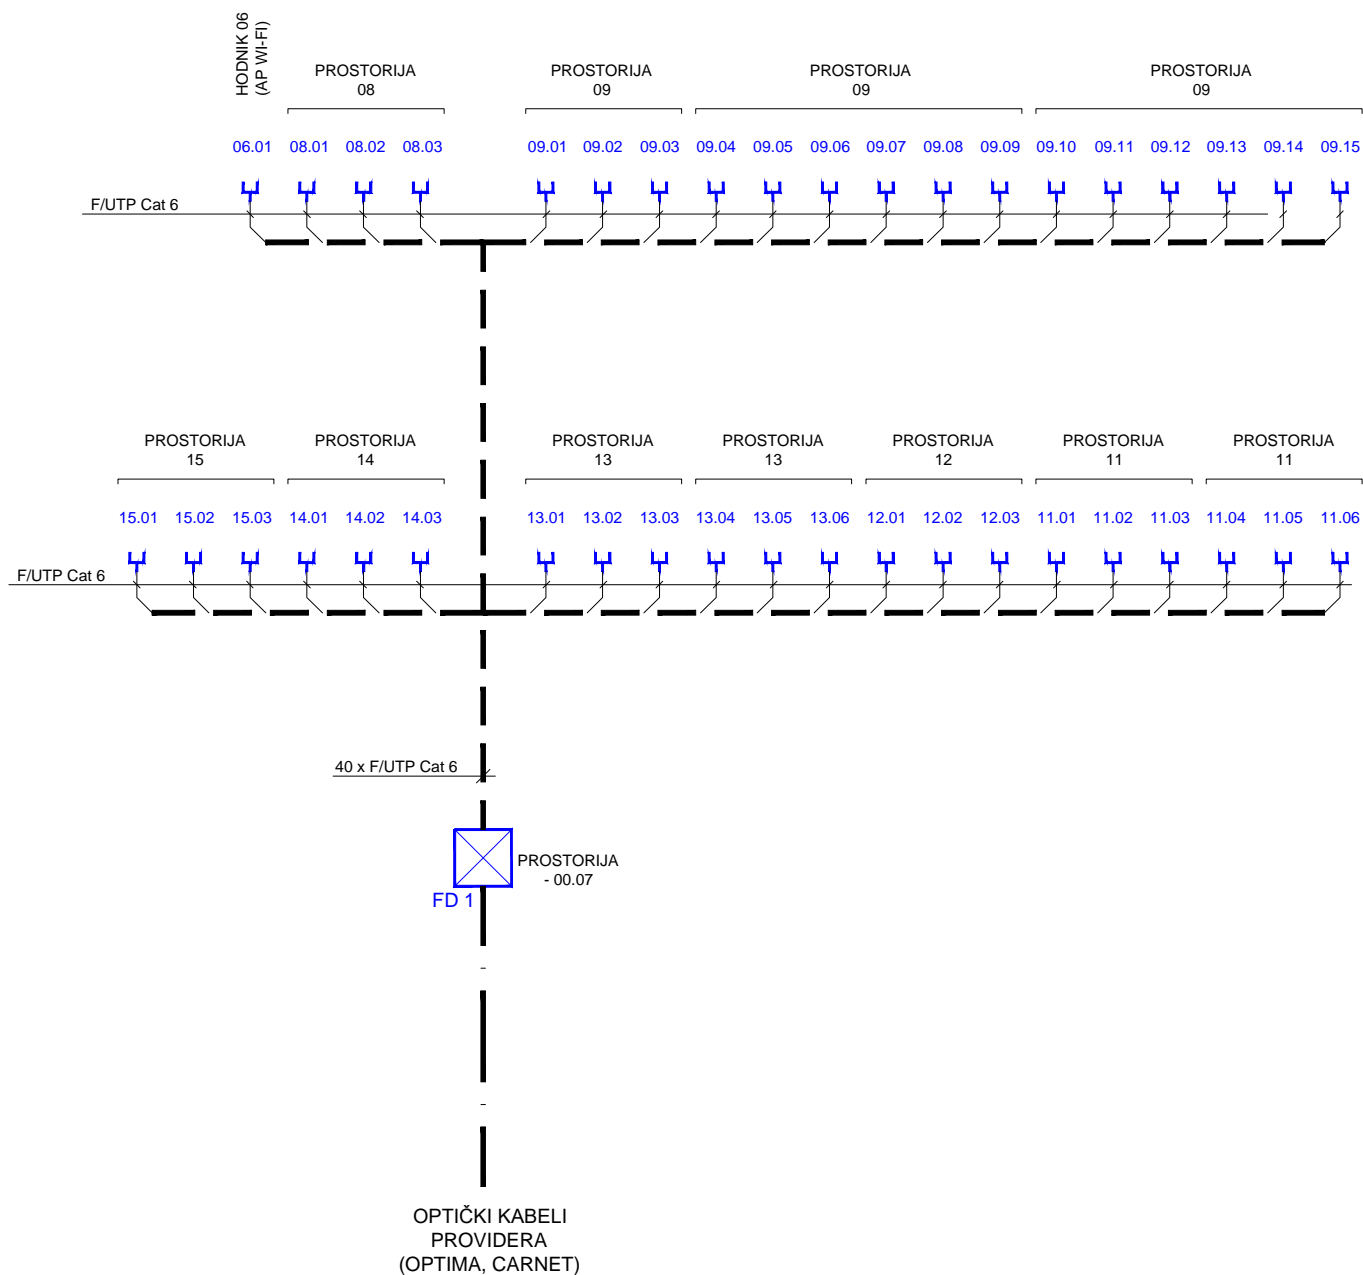 HODNIK 06
(AP WI-FI)
PROSTORIJA
08
PROSTORIJA
09
PROSTORIJA
09
PROSTORIJA
09
06.01 08.01 08.02 08.03 09.01 09.02 09.03 09.04 09.05 09.06 09.07 09.08 09.09 09.10 09.11 09.12 09.13 09.14 09.15
F/UTP Cat 6
PROSTORIJA
15
PROSTORIJA
14
PROSTORIJA
13
PROSTORIJA
13
PROSTORIJA
12
PROSTORIJA
11
PROSTORIJA
11
15.01 15.02 15.03 14.01 14.02 14.03 13.01 13.02 13.03 13.04 13.05 13.06 12.01 12.02 12.03 11.01 11.02 11.03 11.04 11.05 11.06
F/UTP Cat 6
40 x F/UTP Cat 6
PROSTORIJA
- 00.07
FD 1
OPTIČKI KABELI
PROVIDERA
(OPTIMA, CARNET)